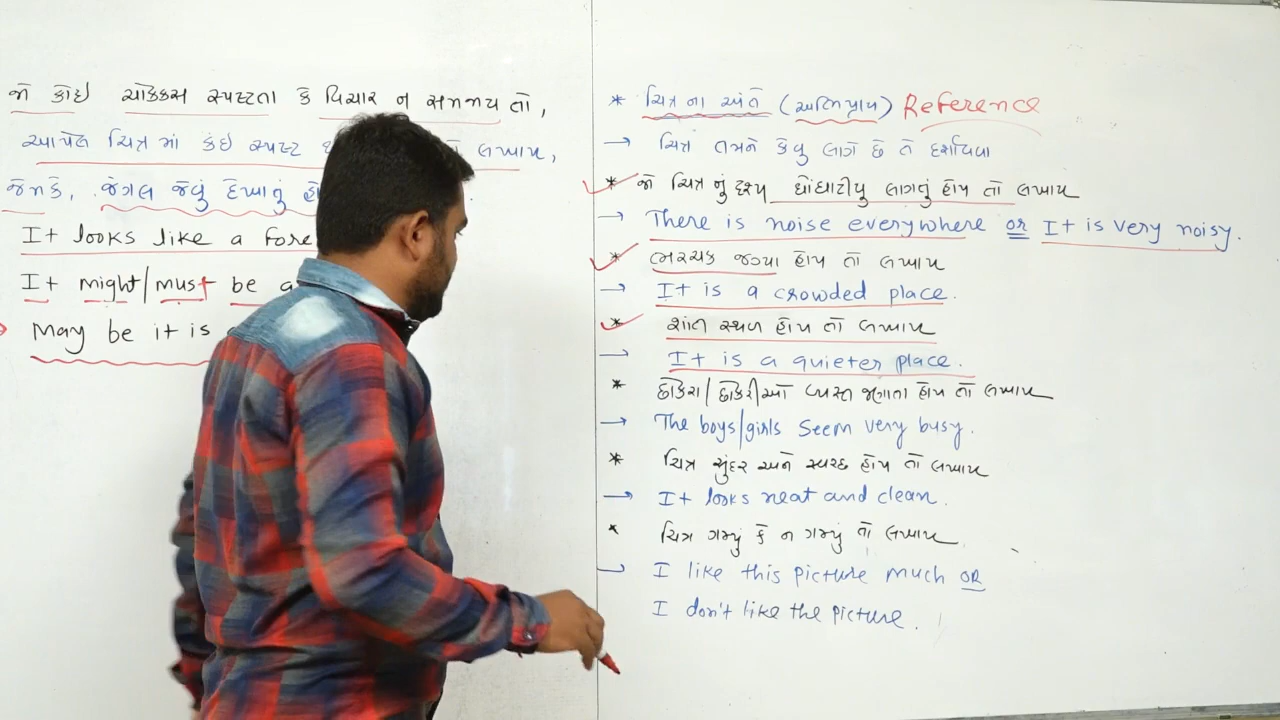 જો કોઇ ચોક્કસ સ્પષ્ટતા કે વિચાર ન સમજાય તો,
આપેલ ચિત્ર માં કંઇ સ્પષ્ટ લખાય,
જેમકે, જંગલ જેવું દેખાતું હો
It looks like a fore
It might/must be a
May be it is
* ચિત્ર ના અંતે (અભિપ્રાય) Reference
→ ચિત્ર તમને કેવું લાગે છે તે દર્શાવવા
* જો ચિત્ર નું દ્રશ્ય ઘોંઘાટીયુ લાગતું હોય તો લખાય
→ There is noise everywhere or It is very noisy.
* ભરચક જગ્યા હોય તો લખાય
→ It is a crowded place.
* શાંત સ્થળ હોય તો લખાય
→ It is a quieter place.
* છોકરા/છોકરીઓ વ્યસ્ત જણાતા હોય તો લખાય
→ The boys/girls seem very busy.
* ચિત્ર સુંદર અને સ્વચ્છ હોય તો લખાય
→ It looks neat and clean.
* ચિત્ર ગમ્યું કે ન ગમ્યું તો લખાય
→ I like this picture much OR
I don't like the picture.